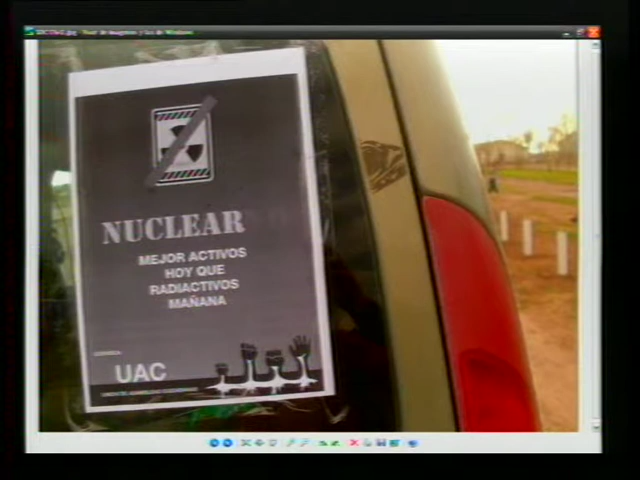 NUCLEAR
MEJOR ACTIVOS
HOY QUE
RADIACTIVOS
MAÑANA
UAC